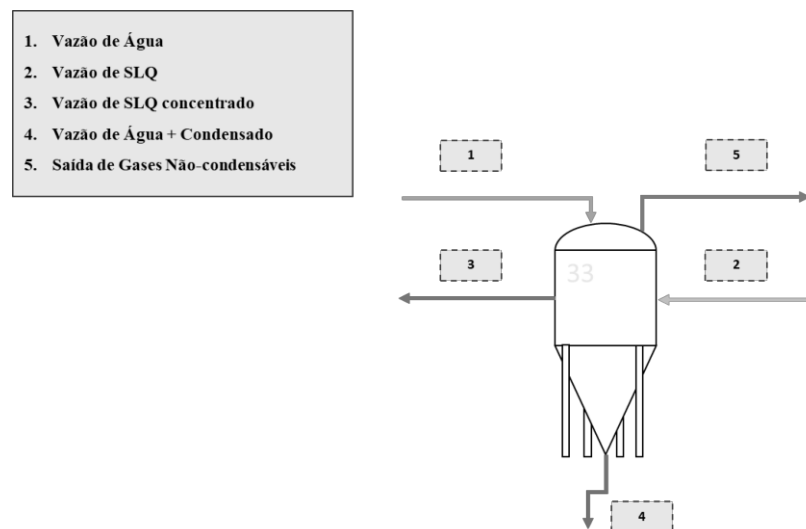 1. Vazão de Água
2. Vazão de SLQ
3. Vazão de SLQ concentrado
4. Vazão de Água + Condensado
5. Saída de Gases Não-condensáveis
1
5
33
3
2
4